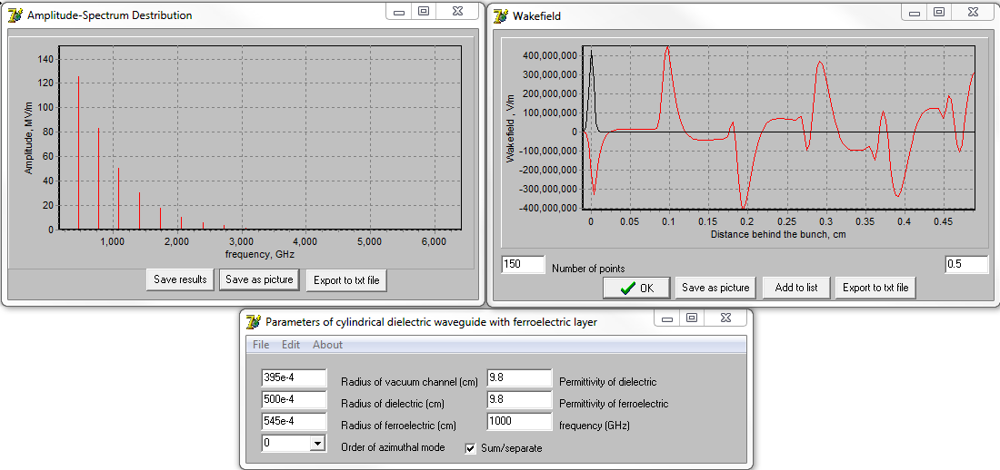 Amplitude-Spectrum Destribution
140
120
100
80
60
40
20
0
Amplitude, MV/m
1,000 2,000 3,000 4,000 5,000 6,000
frequency, GHz
Save results Save as picture Export to txt file
Wakefield
400,000,000
300,000,000
200,000,000
100,000,000
0
-100,000,000
-200,000,000
-300,000,000
-400,000,000
Wakefield , V/m
0 0.05 0.1 0.15 0.2 0.25 0.3 0.35 0.4 0.45
Distance behind the bunch, cm
150 Number of points 0.5
OK Save as picture Add to list Export to txt file
Parameters of cylindrical dielectric waveguide with ferroelectric layer
File Edit About
395e-4 Radius of vacuum channel (cm) 9.8 Permittivity of dielectric
500e-4 Radius of dielectric (cm) 9.8 Permittivity of ferroelectric
545e-4 Radius of ferroelectric (cm) 1000 frequency (GHz)
0 Order of azimuthal mode Sum/separate